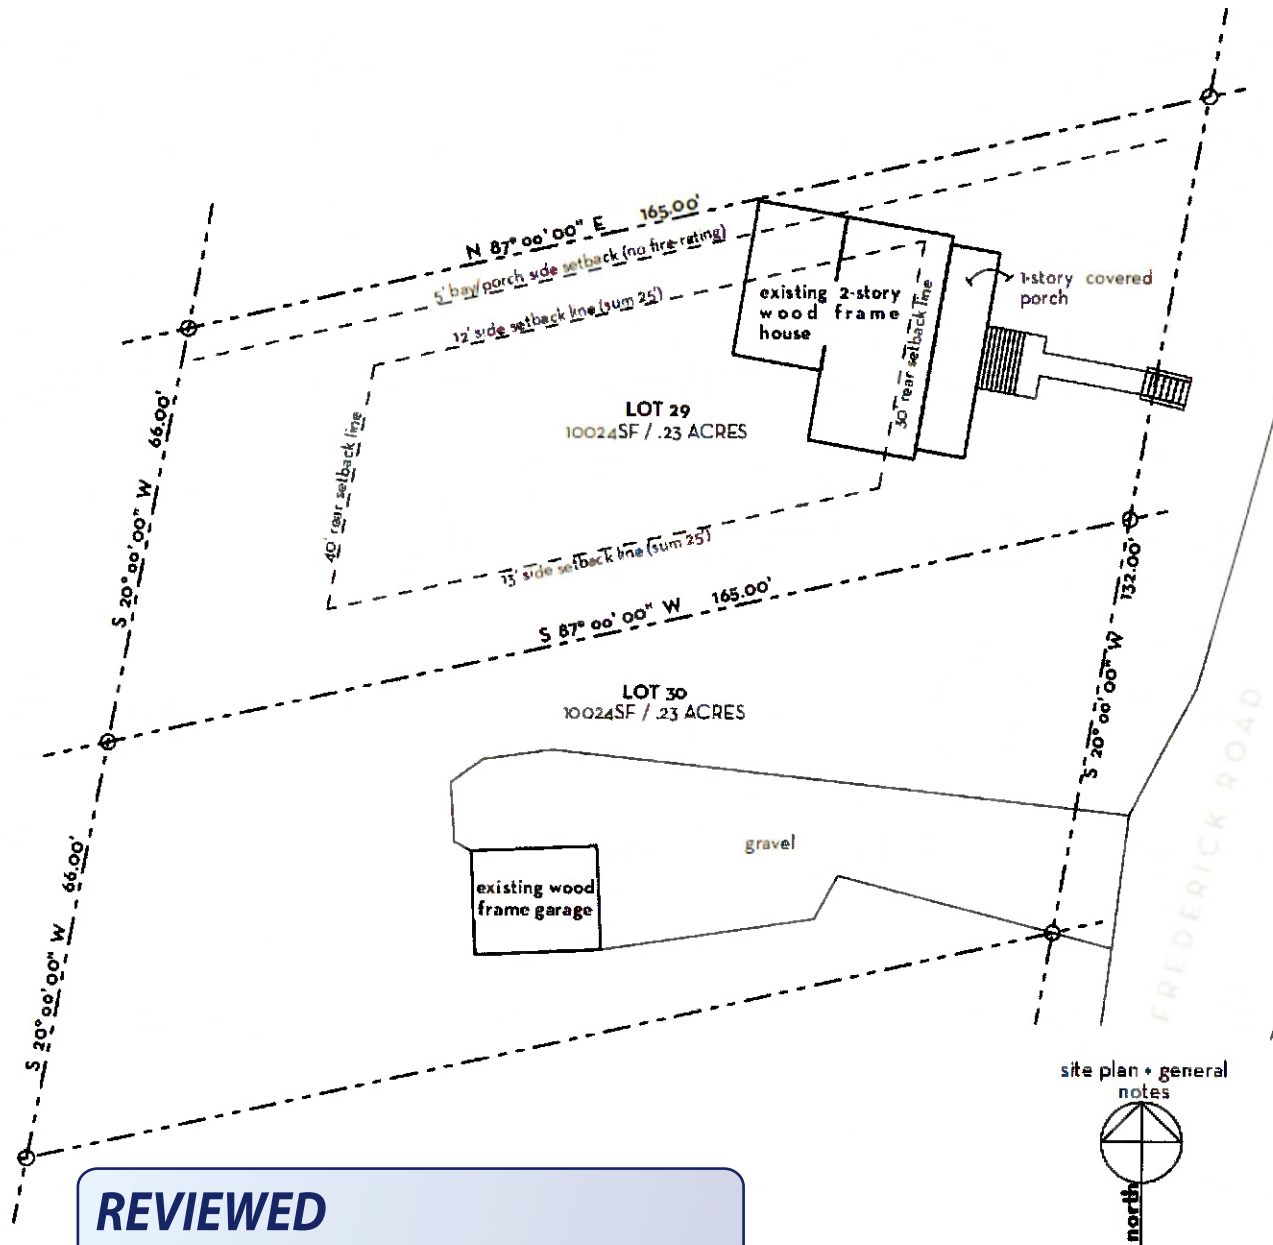 N 87° 00' 00" E 165.00'
5' bay/porch side setback (no fire-rating)
12' side setback line (sum 25')
existing 2-story
wood frame
house
1-story covered
porch
30' rear setback line
LOT 29
10024SF / .23 ACRES
S 20° 00' 00" W 66.00'
40' rear setback line
13' side setback line (sum 25')
S 87° 00' 00" W 165.00'
S 20° 00' 00" W 132.00'
LOT 30
10024SF / .23 ACRES
gravel
existing wood
frame garage
S 20° 00' 00" W 66.00'
FREDERICK ROAD
site plan + general
notes
north
REVIEWED